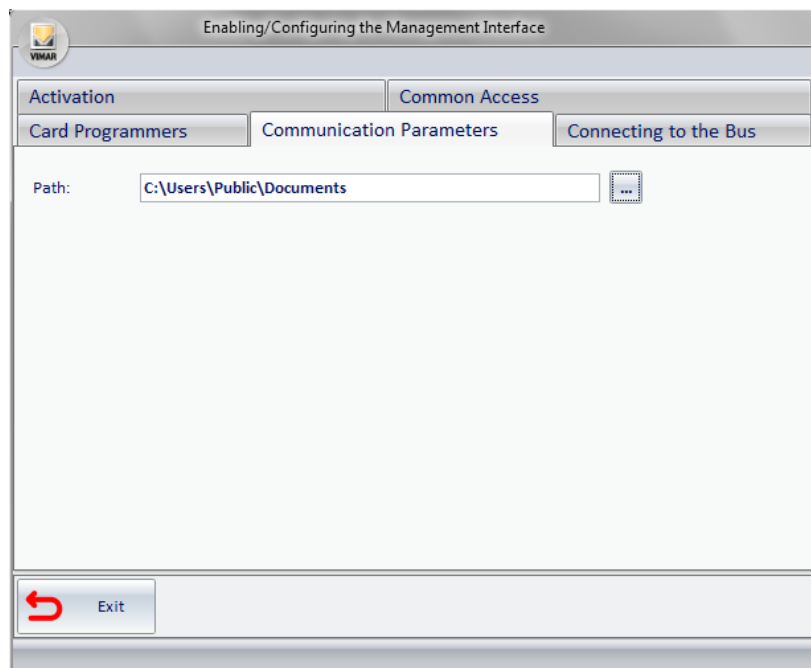 Enabling/Configuring the Management Interface
VIMAR
Activation
Common Access
Card Programmers
Communication Parameters
Connecting to the Bus
Path:
C:\Users\Public\Documents
...
Exit